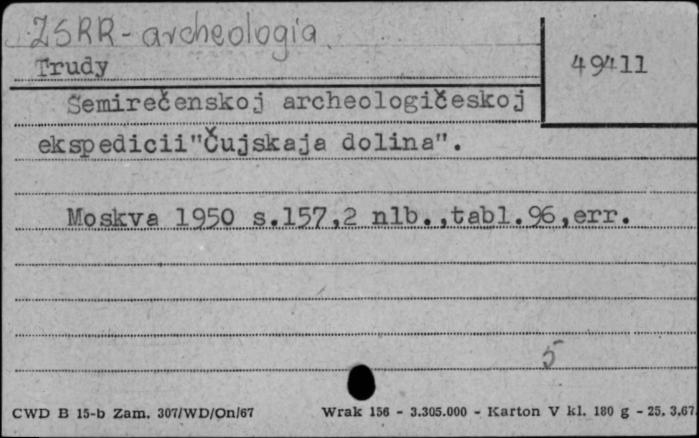 ZSRR - archeologia
Trudy
49411
Semirečenskoj archeologičeskoj
ekspedicii"Čujskaja dolina".
Moskva 1950 s.157,2 nlb.,tabl.96,err.
5
CWD B 15-b Zam. 307/WD/On/67
Wrak 156 - 3.305.000 - Karton V kl. 180 g - 25. 3.67.